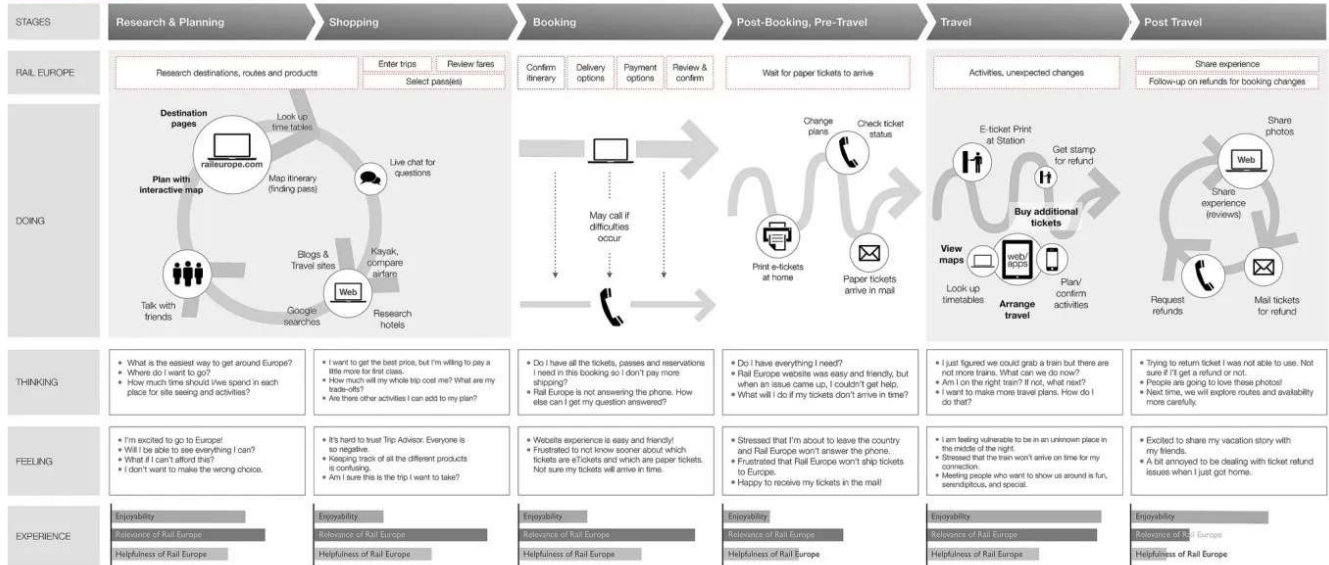 STAGES
Research & Planning
Shopping
Booking
Post-Booking, Pre-Travel
Travel
Post Travel
RAIL EUROPE
Research destinations, routes and products
Enter trips
Review fares
Select pass(es)
Confirm
itinerary
Delivery
options
Payment
options
Review &
confirm
Wait for paper tickets to arrive
Activities, unexpected changes
Share experience
Follow-up on refunds for booking changes
DOING
Destination
pages
Look up
time tables
raileurope.com
Plan with
interactive map
Map itinerary
(finding pass)
Live chat for
questions
Blogs &
Travel sites
Kayak,
compare
airfare
Web
Talk with
friends
Google
searches
Research
hotels
May call if
difficulties
occur
Change
plans
Check ticket
status
Print e-tickets
at home
Paper tickets
arrive in mail
E-ticket Print
at Station
Get stamp
for refund
Buy additional
tickets
View
maps
web/
apps
Look up
timetables
Plan/
confirm
activities
Arrange
travel
Share
photos
Web
Share
experience
(reviews)
Request
refunds
Mail tickets
for refund
THINKING
• What is the easiest way to get around Europe?
• Where do I want to go?
• How much time should I/we spend in each
place for site seeing and activities?
• I want to get the best price, but I'm willing to pay a
little more for first class.
• How much will my whole trip cost me? What are my
trade-offs?
• Are there other activities I can add to my plan?
• Do I have all the tickets, passes and reservations
I need in this booking so I don't pay more
shipping?
• Rail Europe is not answering the phone. How
else can I get my question answered?
• Do I have everything I need?
• Rail Europe website was easy and friendly, but
when an issue came up, I couldn't get help.
• What will I do if my tickets don't arrive in time?
• I just figured we could grab a train but there are
not more trains. What can we do now?
• Am I on the right train? If not, what next?
• I want to make more travel plans. How do I
do that?
• Trying to return ticket I was not able to use. Not
sure if I'll get a refund or not.
• People are going to love these photos!
• Next time, we will explore routes and availability
more carefully.
FEELING
• I'm excited to go to Europe!
• Will I be able to see everything I can?
• What if I can't afford this?
• I don't want to make the wrong choice.
• It's hard to trust Trip Advisor. Everyone is
so negative.
• Keeping track of all the different products
is confusing.
• Am I sure this is the trip I want to take?
• Website experience is easy and friendly!
• Frustrated to not know sooner about which
tickets are eTickets and which are paper tickets.
Not sure my tickets will arrive in time.
• Stressed that I'm about to leave the country
and Rail Europe won't answer the phone.
• Frustrated that Rail Europe won't ship tickets
to Europe.
• Happy to receive my tickets in the mail!
• I am feeling vulnerable to be in an unknown place in
the middle of the night.
• Stressed that the train won't arrive on time for my
connection.
• Meeting people who want to show us around is fun,
serendipitous, and special.
• Excited to share my vacation story with
my friends.
• A bit annoyed to be dealing with ticket refund
issues when I just got home.
EXPERIENCE
Enjoyability
Relevance of Rail Europe
Helpfulness of Rail Europe
Enjoyability
Relevance of Rail Europe
Helpfulness of Rail Europe
Enjoyability
Relevance of Rail Europe
Helpfulness of Rail Europe
Enjoyability
Relevance of Rail Europe
Helpfulness of Rail Europe
Enjoyability
Relevance of Rail Europe
Helpfulness of Rail Europe
Enjoyability
Relevance of Rail Europe
Helpfulness of Rail Europe